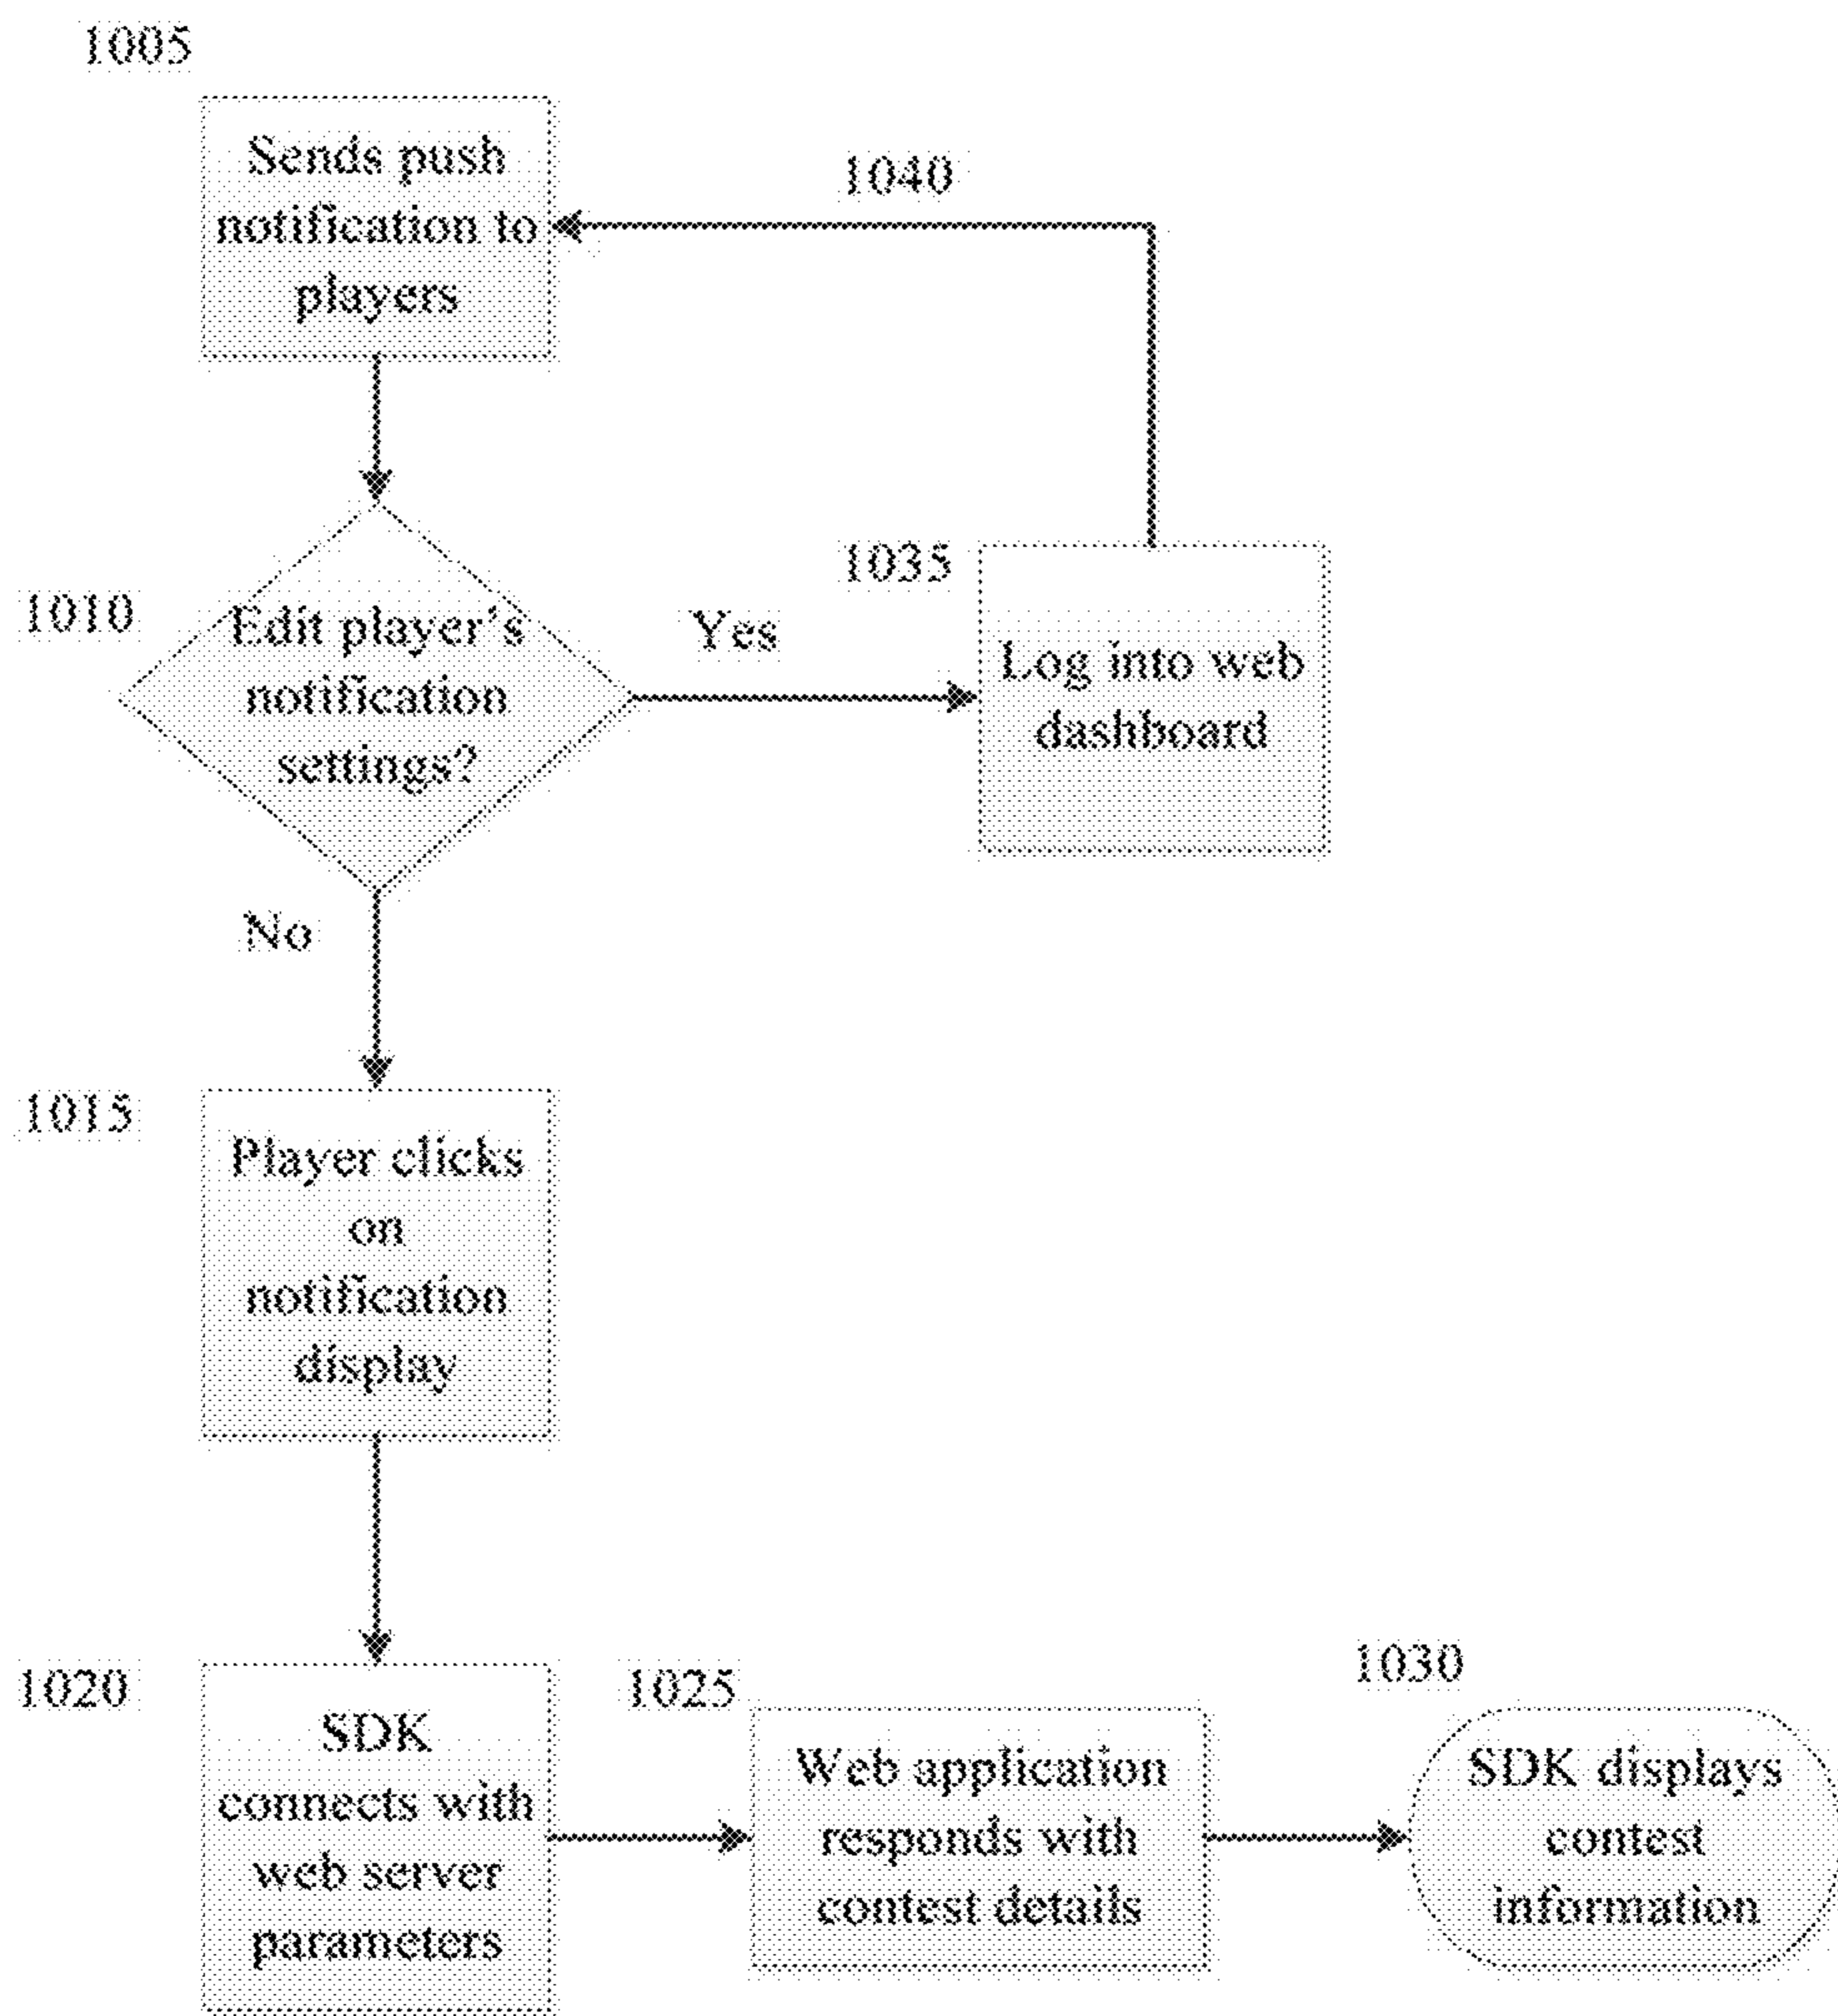 1005
Sends push
notification to
players
1040
1010
Edit player's
notification
settings?
Yes
1035
Log into web
dashboard
No
1015
Player clicks
on
notification
display
1020
SDK
connects with
web server
parameters
1025
Web application
responds with
contest details
1030
SDK displays
contest
information